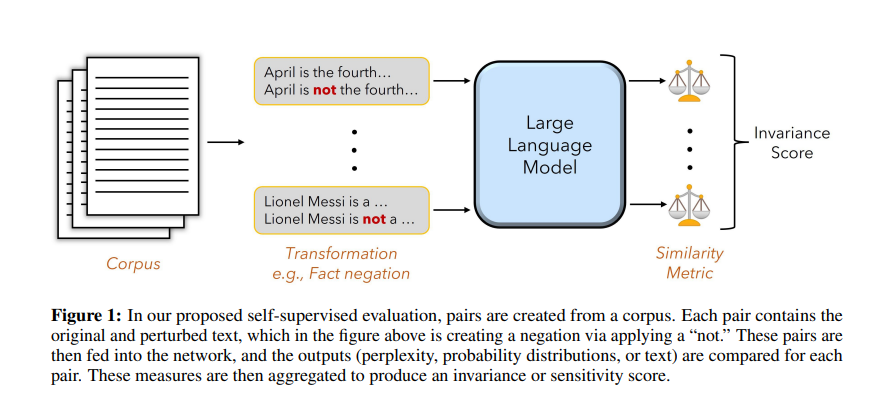 April is the fourth…
April is not the fourth…
Lionel Messi is a …
Lionel Messi is not a …
Large
Language
Model
Invariance
Score
Corpus
Transformation
e.g., Fact negation
Similarity
Metric
Figure 1: In our proposed self-supervised evaluation, pairs are created from a corpus. Each pair contains the
original and perturbed text, which in the figure above is creating a negation via applying a “not.” These pairs are
then fed into the network, and the outputs (perplexity, probability distributions, or text) are compared for each
pair. These measures are then aggregated to produce an invariance or sensitivity score.